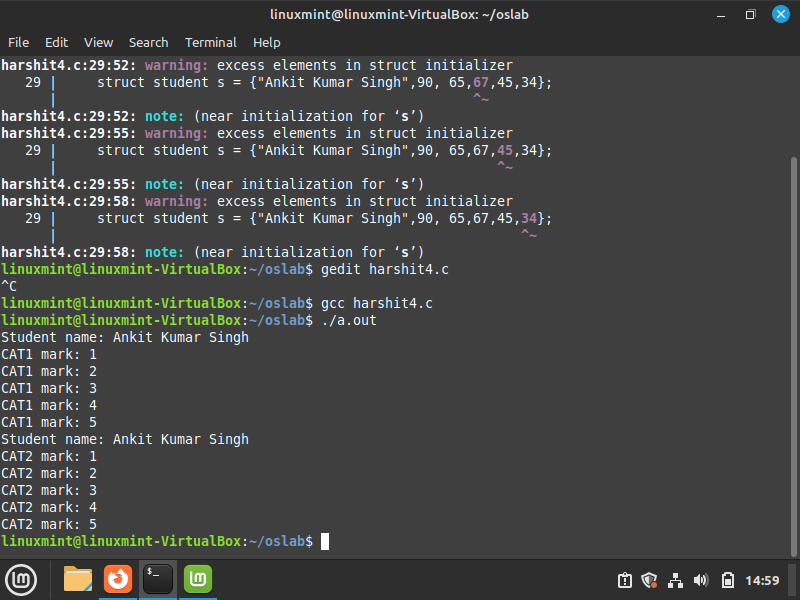 linuxmint@linuxmint-VirtualBox: ~/oslab
File Edit View Search Terminal Help
harshit4.c:29:52: warning: excess elements in struct initializer
   29 |     struct student s = {"Ankit Kumar Singh",90, 65,67,45,34};
      |                                                    ^~
harshit4.c:29:52: note: (near initialization for ‘s’)
harshit4.c:29:55: warning: excess elements in struct initializer
   29 |     struct student s = {"Ankit Kumar Singh",90, 65,67,45,34};
      |                                                       ^~
harshit4.c:29:55: note: (near initialization for ‘s’)
harshit4.c:29:58: warning: excess elements in struct initializer
   29 |     struct student s = {"Ankit Kumar Singh",90, 65,67,45,34};
      |                                                          ^~
harshit4.c:29:58: note: (near initialization for ‘s’)
linuxmint@linuxmint-VirtualBox:~/oslab$ gedit harshit4.c
^C
linuxmint@linuxmint-VirtualBox:~/oslab$ gcc harshit4.c
linuxmint@linuxmint-VirtualBox:~/oslab$ ./a.out
Student name: Ankit Kumar Singh
CAT1 mark: 1
CAT1 mark: 2
CAT1 mark: 3
CAT1 mark: 4
CAT1 mark: 5
Student name: Ankit Kumar Singh
CAT2 mark: 1
CAT2 mark: 2
CAT2 mark: 3
CAT2 mark: 4
CAT2 mark: 5
linuxmint@linuxmint-VirtualBox:~/oslab$
14:59